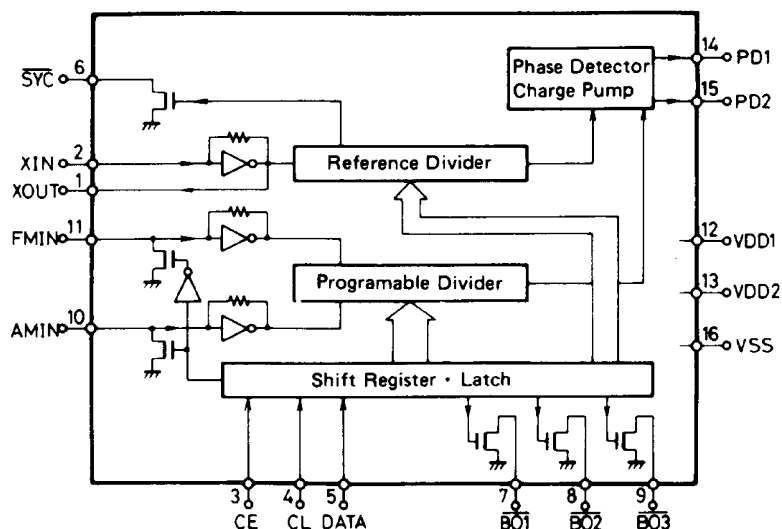 14
PD1
6
SYC
Phase Detector
Charge Pump
15
PD2
XIN
2
Reference Divider
XOUT
1
11
FMIN
12
VDD1
Programable Divider
13
VDD2
10
AMIN
16
VSS
Shift Register · Latch
3
4
5
7
8
9
CE
CL
DATA
BO1
BO2
BO3